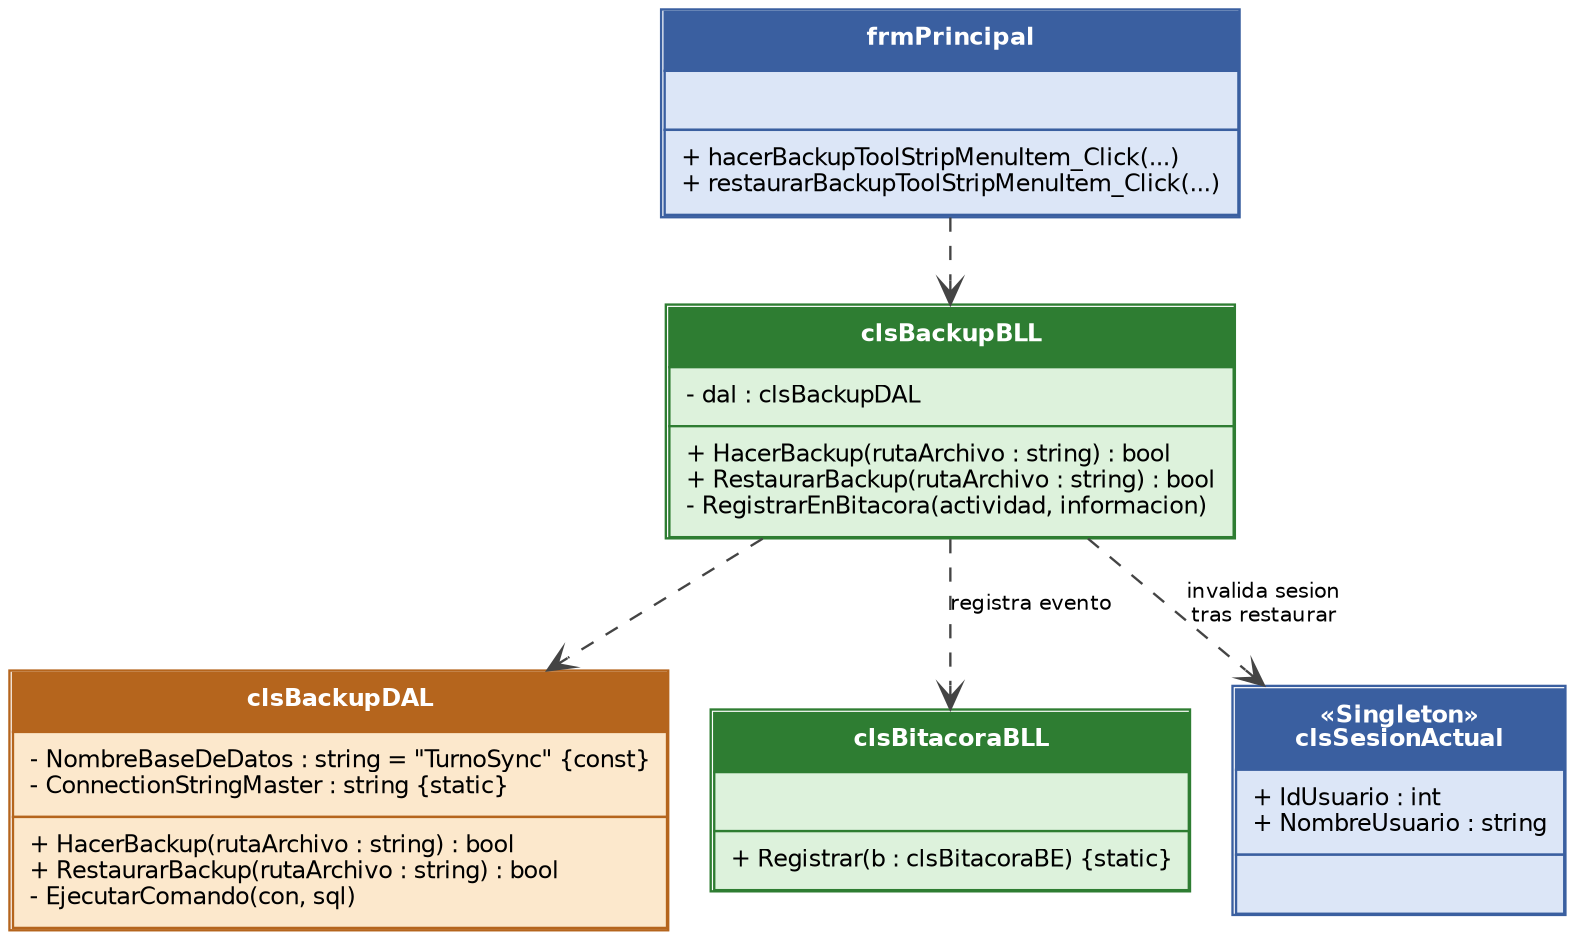 frmPrincipal
+ hacerBackupToolStripMenuItem_Click(...)
+ restaurarBackupToolStripMenuItem_Click(...)
clsBackupBLL
- dal : clsBackupDAL
+ HacerBackup(rutaArchivo : string) : bool
+ RestaurarBackup(rutaArchivo : string) : bool
- RegistrarEnBitacora(actividad, informacion)
registra evento
invalida sesion
tras restaurar
clsBackupDAL
- NombreBaseDeDatos : string = "TurnoSync" {const}
- ConnectionStringMaster : string {static}
+ HacerBackup(rutaArchivo : string) : bool
+ RestaurarBackup(rutaArchivo : string) : bool
- EjecutarComando(con, sql)
clsBitacoraBLL
+ Registrar(b : clsBitacoraBE) {static}
«Singleton»
clsSesionActual
+ IdUsuario : int
+ NombreUsuario : string